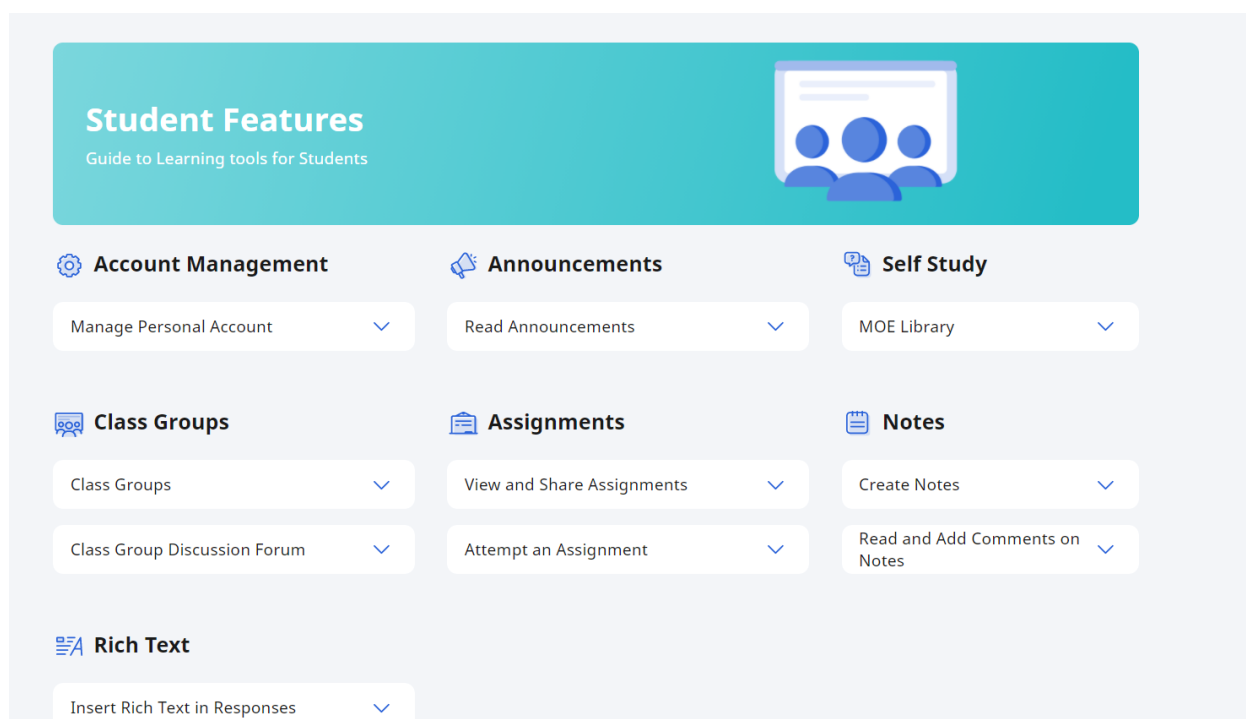 Student Features
Guide to Learning tools for Students
Account Management
Manage Personal Account
Announcements
Read Announcements
Self Study
MOE Library
Class Groups
Class Groups
Class Group Discussion Forum
Assignments
View and Share Assignments
Attempt an Assignment
Notes
Create Notes
Read and Add Comments on
Notes
Rich Text
Insert Rich Text in Responses